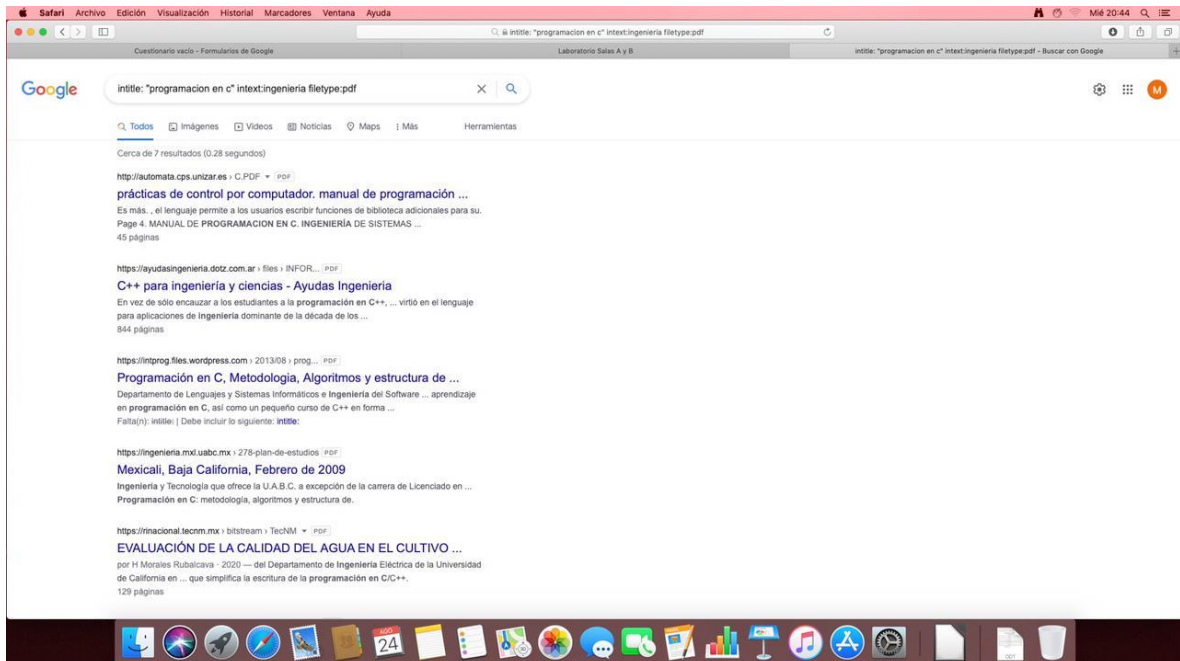 Safari Archivo Edición Visualización Historial Marcadores Ventana Ayuda
Mié 20:44
intitle: "programacion en c" intext:ingenieria filetype:pdf
Cuestionario vacío - Formularios de Google
Laboratorio Salas A y B
intitle: "programacion en c" intext:ingenieria filetype:pdf - Buscar con Google
Google
intitle: "programacion en c" intext:ingenieria filetype:pdf
M
Todos Imágenes Videos Noticias Maps Más Herramientas
Cerca de 7 resultados (0.28 segundos)
http://automata.cps.unizar.es › C.PDF PDF
prácticas de control por computador. manual de programación ...
Es más. , el lenguaje permite a los usuarios escribir funciones de biblioteca adicionales para su.
Page 4. MANUAL DE PROGRAMACION EN C. INGENIERÍA DE SISTEMAS ...
45 páginas
https://ayudasingenieria.dotz.com.ar › files › INFOR... PDF
C++ para ingeniería y ciencias - Ayudas Ingenieria
En vez de sólo encauzar a los estudiantes a la programación en C++, ... virtió en el lenguaje
para aplicaciones de ingeniería dominante de la década de los ...
844 páginas
https://intprog.files.wordpress.com › 2013/08 › prog... PDF
Programación en C, Metodologia, Algoritmos y estructura de ...
Departamento de Lenguajes y Sistemas Informáticos e Ingeniería del Software ... aprendizaje
en programación en C, así como un pequeño curso de C++ en forma ...
Falta(n): intitle: | Debe incluir lo siguiente: intitle:
https://ingenieria.mxl.uabc.mx › 278-plan-de-estudios PDF
Mexicali, Baja California, Febrero de 2009
Ingeniería y Tecnología que ofrece la U.A.B.C. a excepción de la carrera de Licenciado en ...
Programación en C: metodología, algoritmos y estructura de.
https://rinacional.tecnm.mx › bitstream › TecNM PDF
EVALUACIÓN DE LA CALIDAD DEL AGUA EN EL CULTIVO ...
por H Morales Rubalcava · 2020 — del Departamento de Ingeniería Eléctrica de la Universidad
de California en ... que simplifica la escritura de la programación en C/C++.
129 páginas
AGO
24
ODT